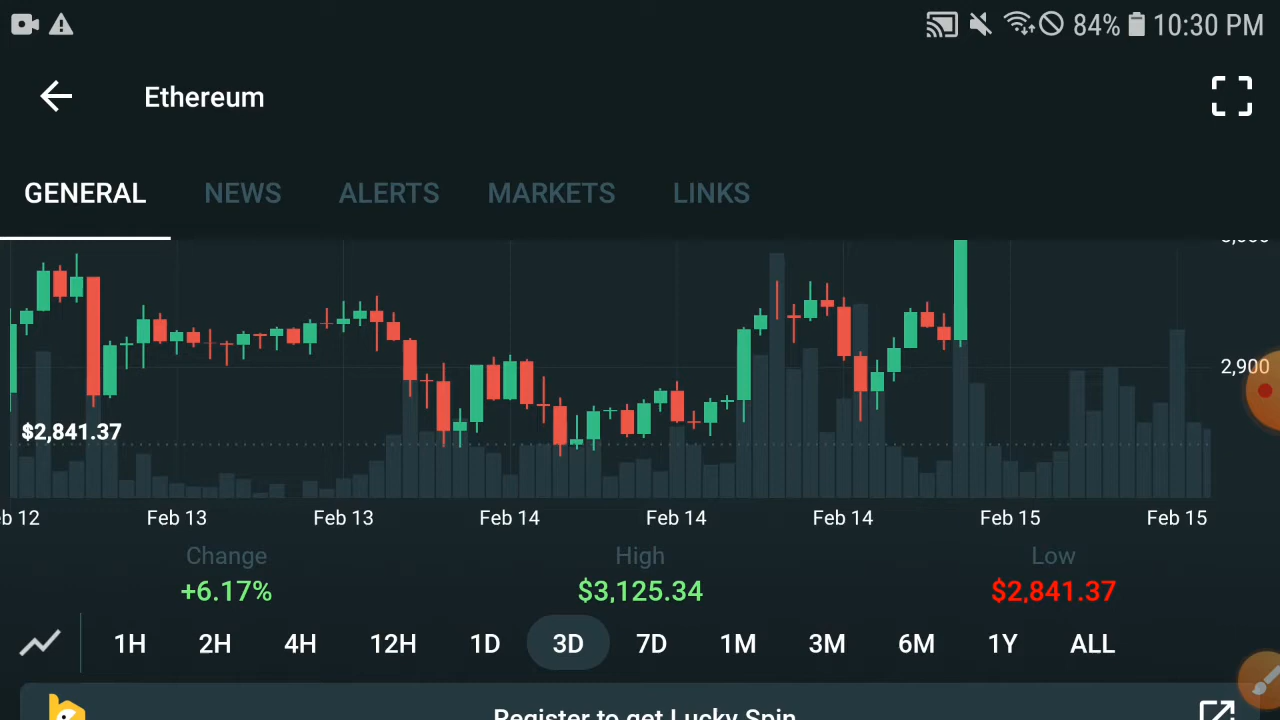 84% 10:30 PM
Ethereum
GENERAL NEWS ALERTS MARKETS LINKS
2,900
$2,841.37
eb 12 Feb 13 Feb 13 Feb 14 Feb 14 Feb 14 Feb 15 Feb 15
Change High Low
+6.17% $3,125.34 $2,841.37
1H 2H 4H 12H 1D 3D 7D 1M 3M 6M 1Y ALL
Register to get Lucky Spin